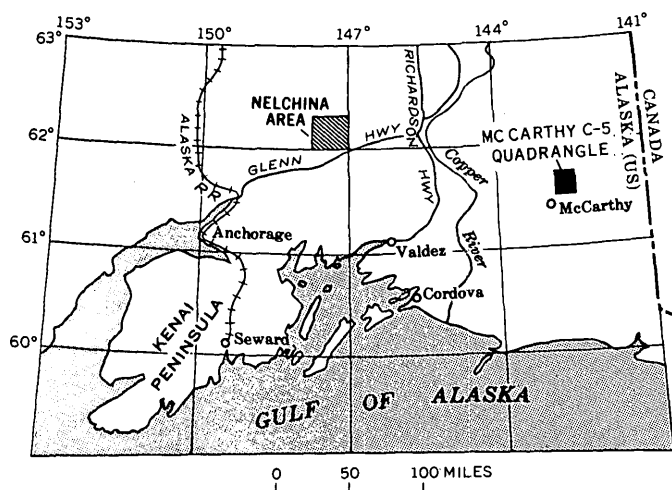 153°
150°
147°
144°
141°
63°
62°
61°
60°
CANADA
ALASKA (US)
RICHARDSON
HWY
NELCHINA
AREA
ALASKA
RR
GLENN
HWY
MC CARTHY C-5
QUADRANGLE
McCarthy
Copper
River
Anchorage
Valdez
Cordova
Seward
KENAI
PENINSULA
GULF OF ALASKA
0 50 100 MILES